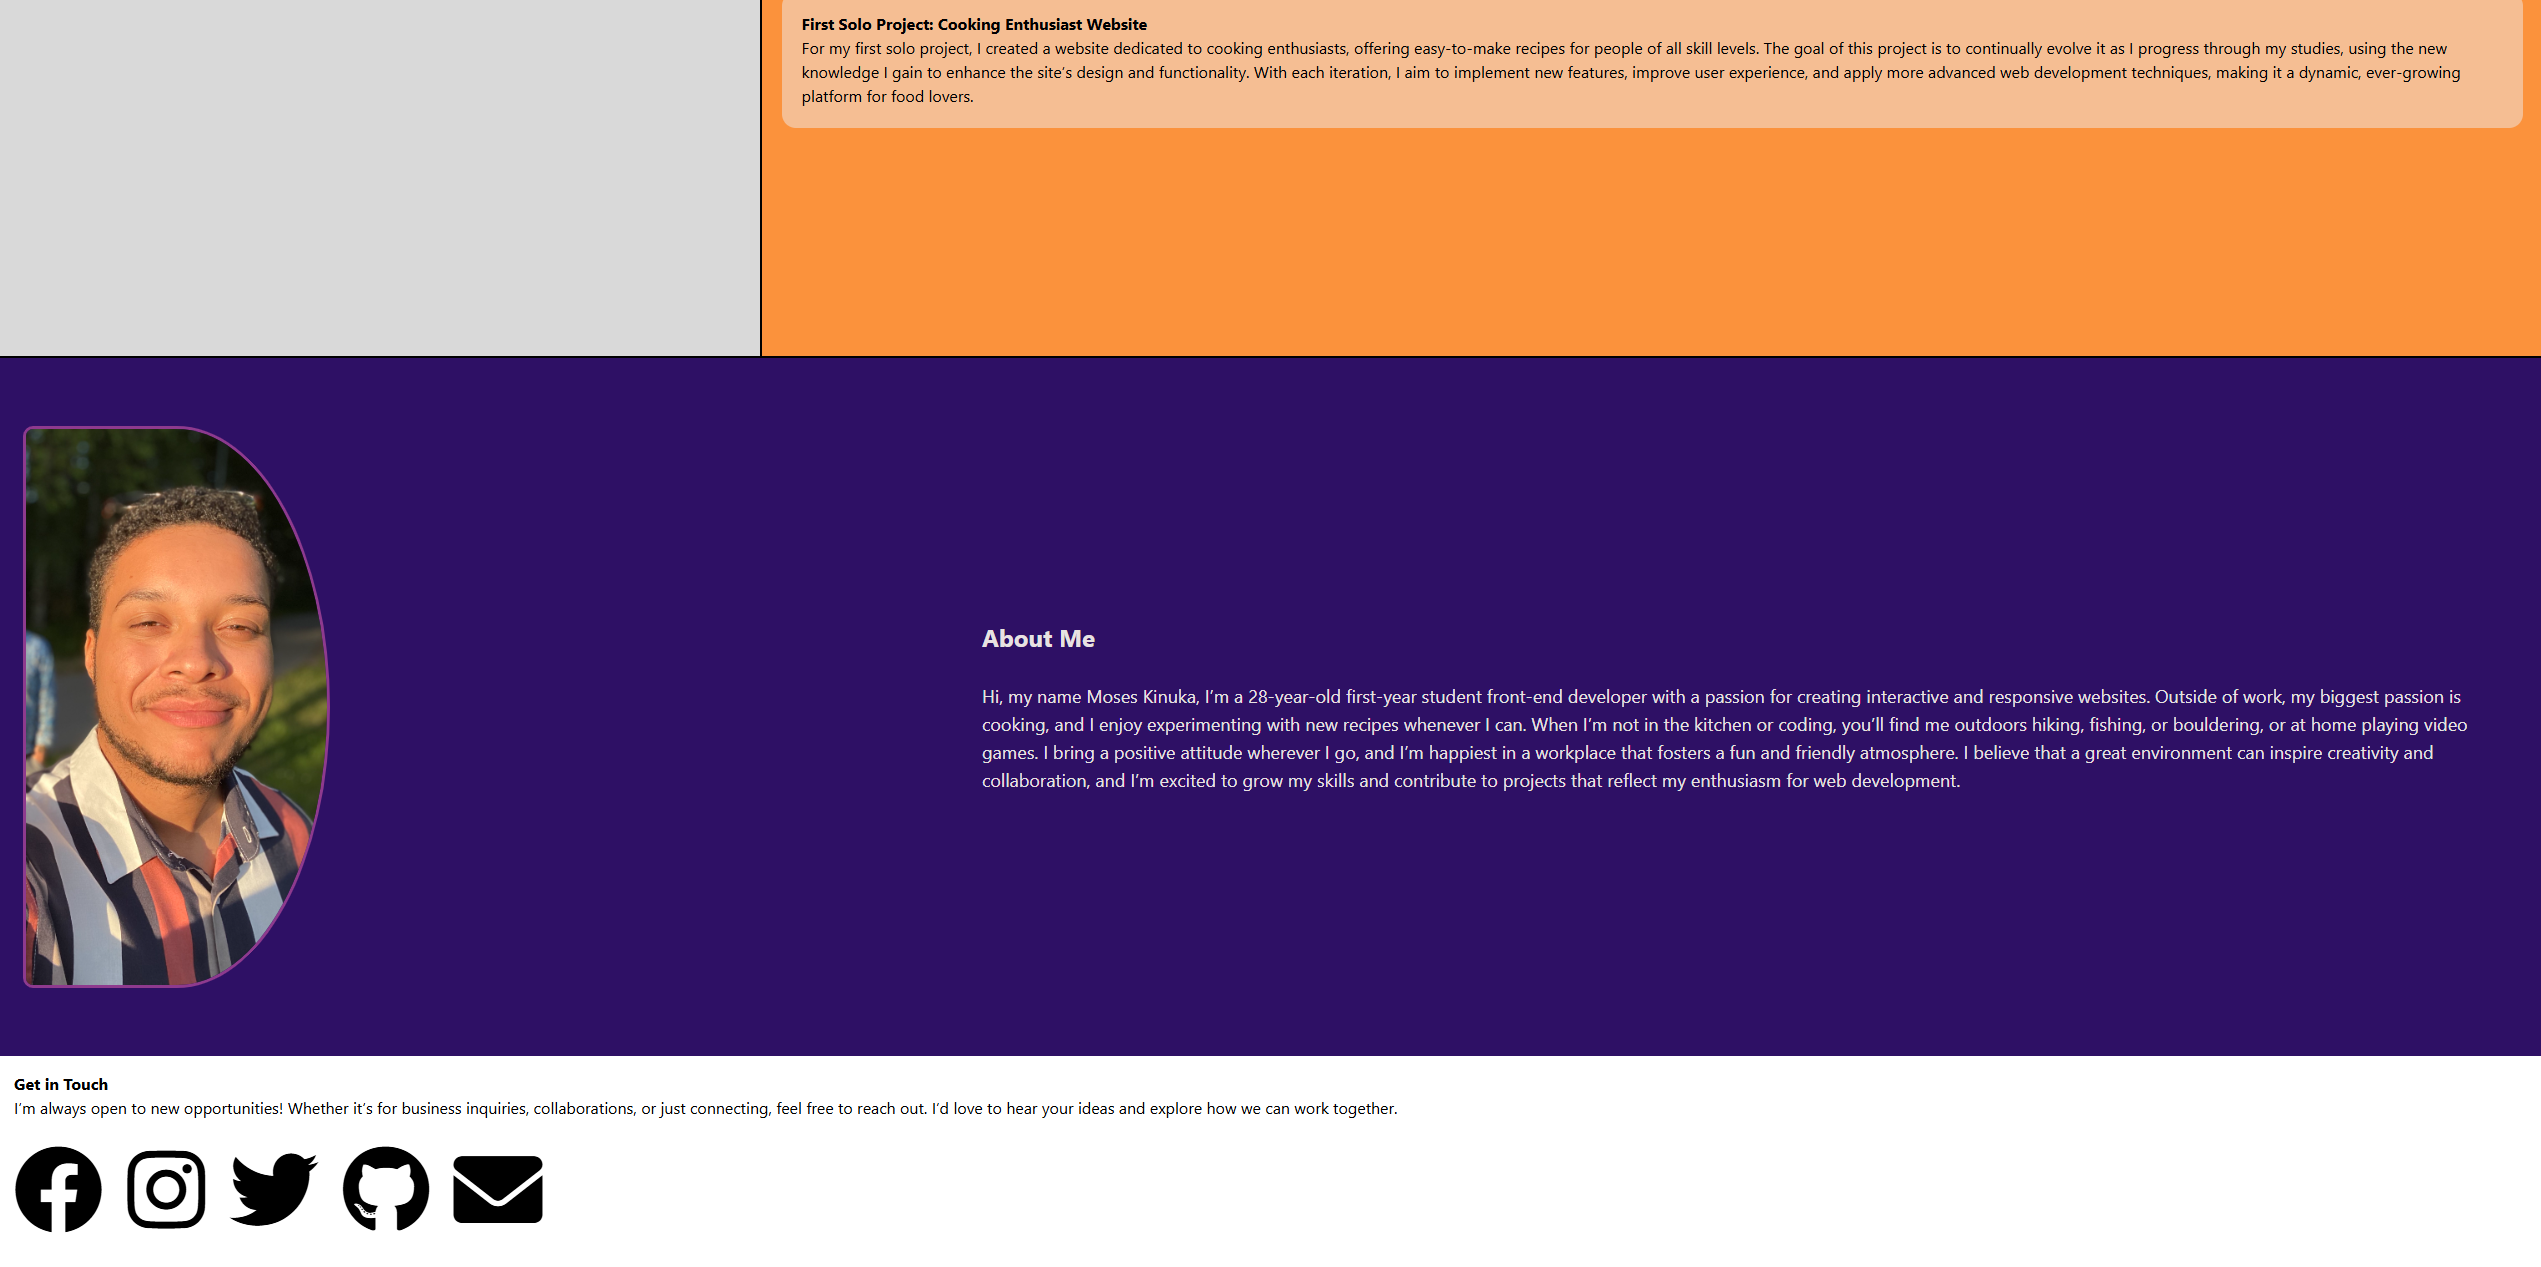 First Solo Project: Cooking Enthusiast Website
For my first solo project, I created a website dedicated to cooking enthusiasts, offering easy-to-make recipes for people of all skill levels. The goal of this project is to continually evolve it as I progress through my studies, using the new
knowledge I gain to enhance the site’s design and functionality. With each iteration, I aim to implement new features, improve user experience, and apply more advanced web development techniques, making it a dynamic, ever-growing
platform for food lovers.
About Me
Hi, my name Moses Kinuka, I’m a 28-year-old first-year student front-end developer with a passion for creating interactive and responsive websites. Outside of work, my biggest passion is
cooking, and I enjoy experimenting with new recipes whenever I can. When I’m not in the kitchen or coding, you’ll find me outdoors hiking, fishing, or bouldering, or at home playing video
games. I bring a positive attitude wherever I go, and I’m happiest in a workplace that fosters a fun and friendly atmosphere. I believe that a great environment can inspire creativity and
collaboration, and I’m excited to grow my skills and contribute to projects that reflect my enthusiasm for web development.
Get in Touch
I’m always open to new opportunities! Whether it’s for business inquiries, collaborations, or just connecting, feel free to reach out. I’d love to hear your ideas and explore how we can work together.